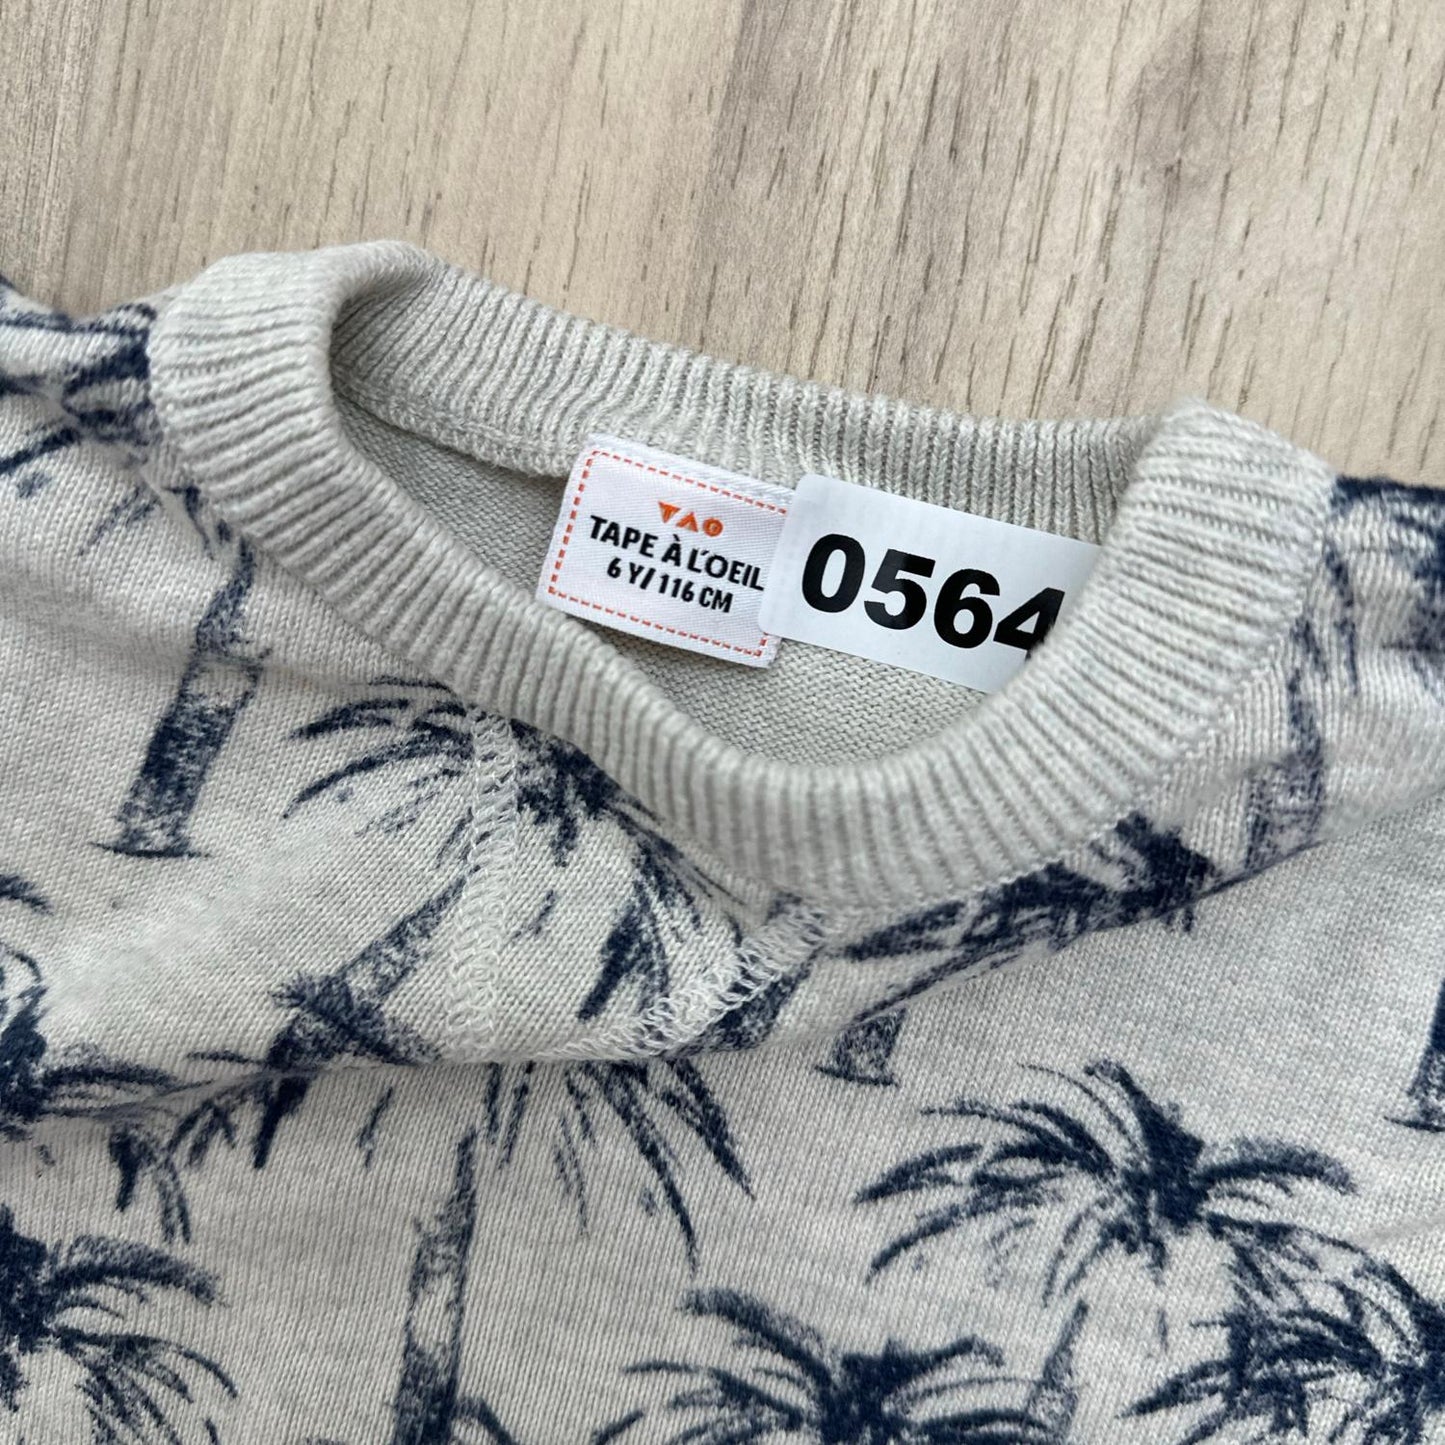 TAO
TAPE À L'OEIL
6 Y/ 116 CM
0564